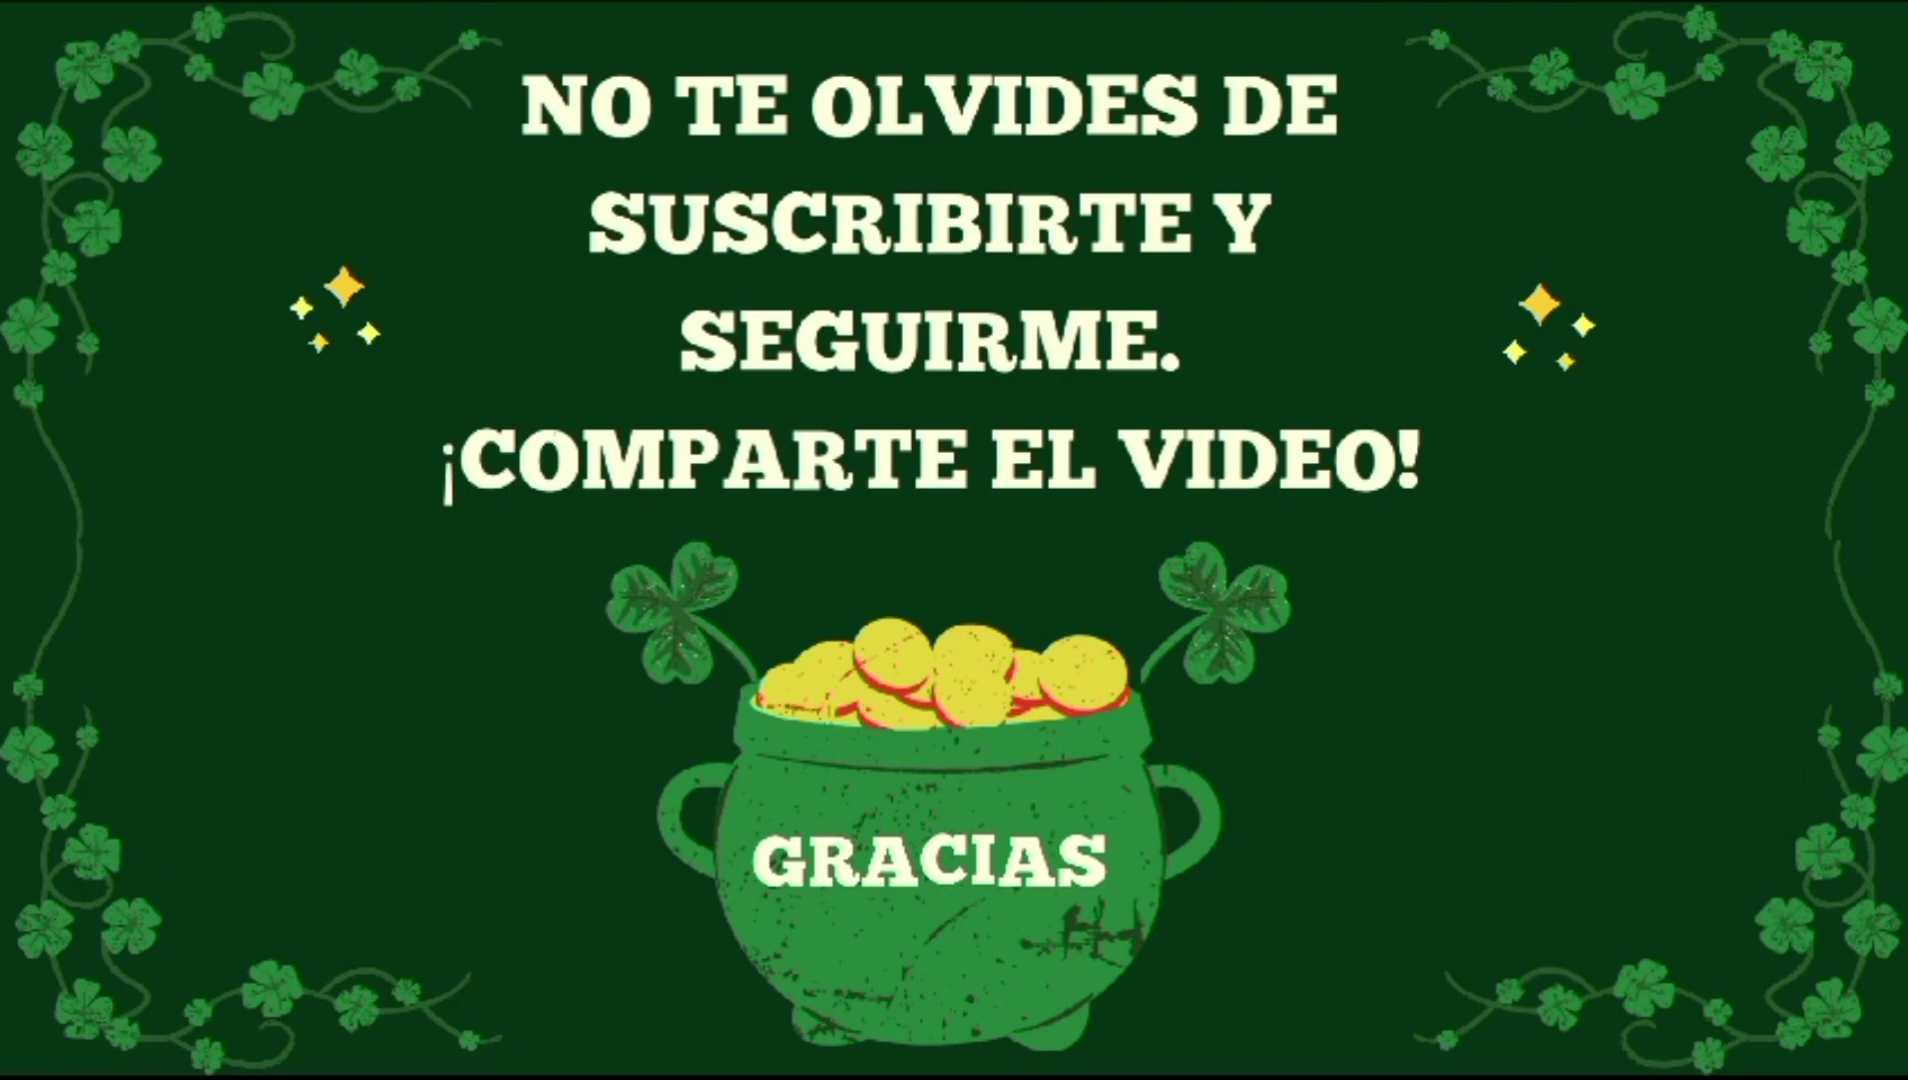 NO TE OLVIDES DE
SUSCRIBIRTE Y
SEGUIRME.
¡COMPARTE EL VIDEO!
GRACIAS